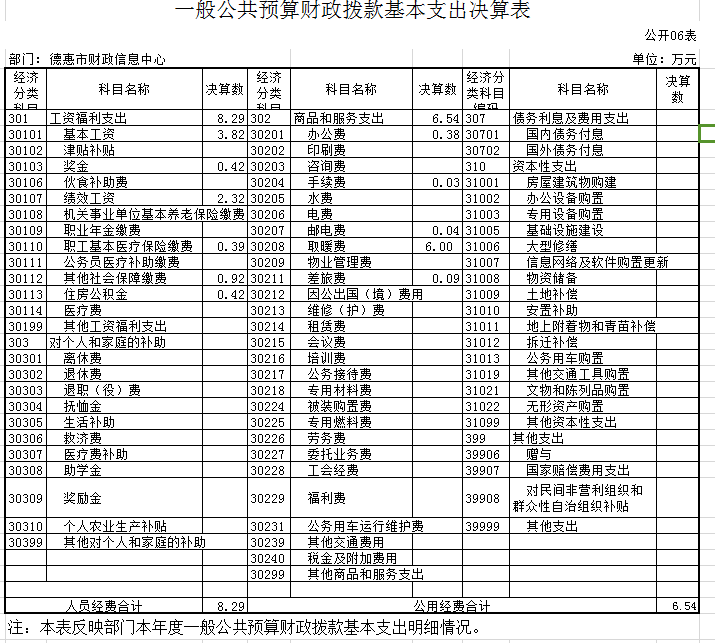 一般公共预算财政拨款基本支出决算表
公开06表
部门：德惠市财政信息中心 单位：万元
经济分类科目 科目名称 决算数 经济分类科目 科目名称 决算数 经济分类科目编码 科目名称 决算数
301 工资福利支出 8.29 302 商品和服务支出 6.54 307 债务利息及费用支出
30101 基本工资 3.82 30201 办公费 0.38 30701 国内债务付息
30102 津贴补贴 30202 印刷费 30702 国外债务付息
30103 奖金 0.42 30203 咨询费 310 资本性支出
30106 伙食补助费 30204 手续费 0.03 31001 房屋建筑物购建
30107 绩效工资 2.32 30205 水费 31002 办公设备购置
30108 机关事业单位基本养老保险缴费 30206 电费 31003 专用设备购置
30109 职业年金缴费 30207 邮电费 0.04 31005 基础设施建设
30110 职工基本医疗保险缴费 0.39 30208 取暖费 6.00 31006 大型修缮
30111 公务员医疗补助缴费 30209 物业管理费 31007 信息网络及软件购置更新
30112 其他社会保障缴费 0.92 30211 差旅费 0.09 31008 物资储备
30113 住房公积金 0.42 30212 因公出国（境）费用 31009 土地补偿
30114 医疗费 30213 维修（护）费 31010 安置补助
30199 其他工资福利支出 30214 租赁费 31011 地上附着物和青苗补偿
303 对个人和家庭的补助 30215 会议费 31012 拆迁补偿
30301 离休费 30216 培训费 31013 公务用车购置
30302 退休费 30217 公务接待费 31019 其他交通工具购置
30303 退职（役）费 30218 专用材料费 31021 文物和陈列品购置
30304 抚恤金 30224 被装购置费 31022 无形资产购置
30305 生活补助 30225 专用燃料费 31099 其他资本性支出
30306 救济费 30226 劳务费 399 其他支出
30307 医疗费补助 30227 委托业务费 39906 赠与
30308 助学金 30228 工会经费 39907 国家赔偿费用支出
30309 奖励金 30229 福利费 39908 对民间非营利组织和群众性自治组织补贴
30310 个人农业生产补贴 30231 公务用车运行维护费 39999 其他支出
30399 其他对个人和家庭的补助 30239 其他交通费用
30240 税金及附加费用
30299 其他商品和服务支出
人员经费合计 8.29 公用经费合计 6.54
注：本表反映部门本年度一般公共预算财政拨款基本支出明细情况。